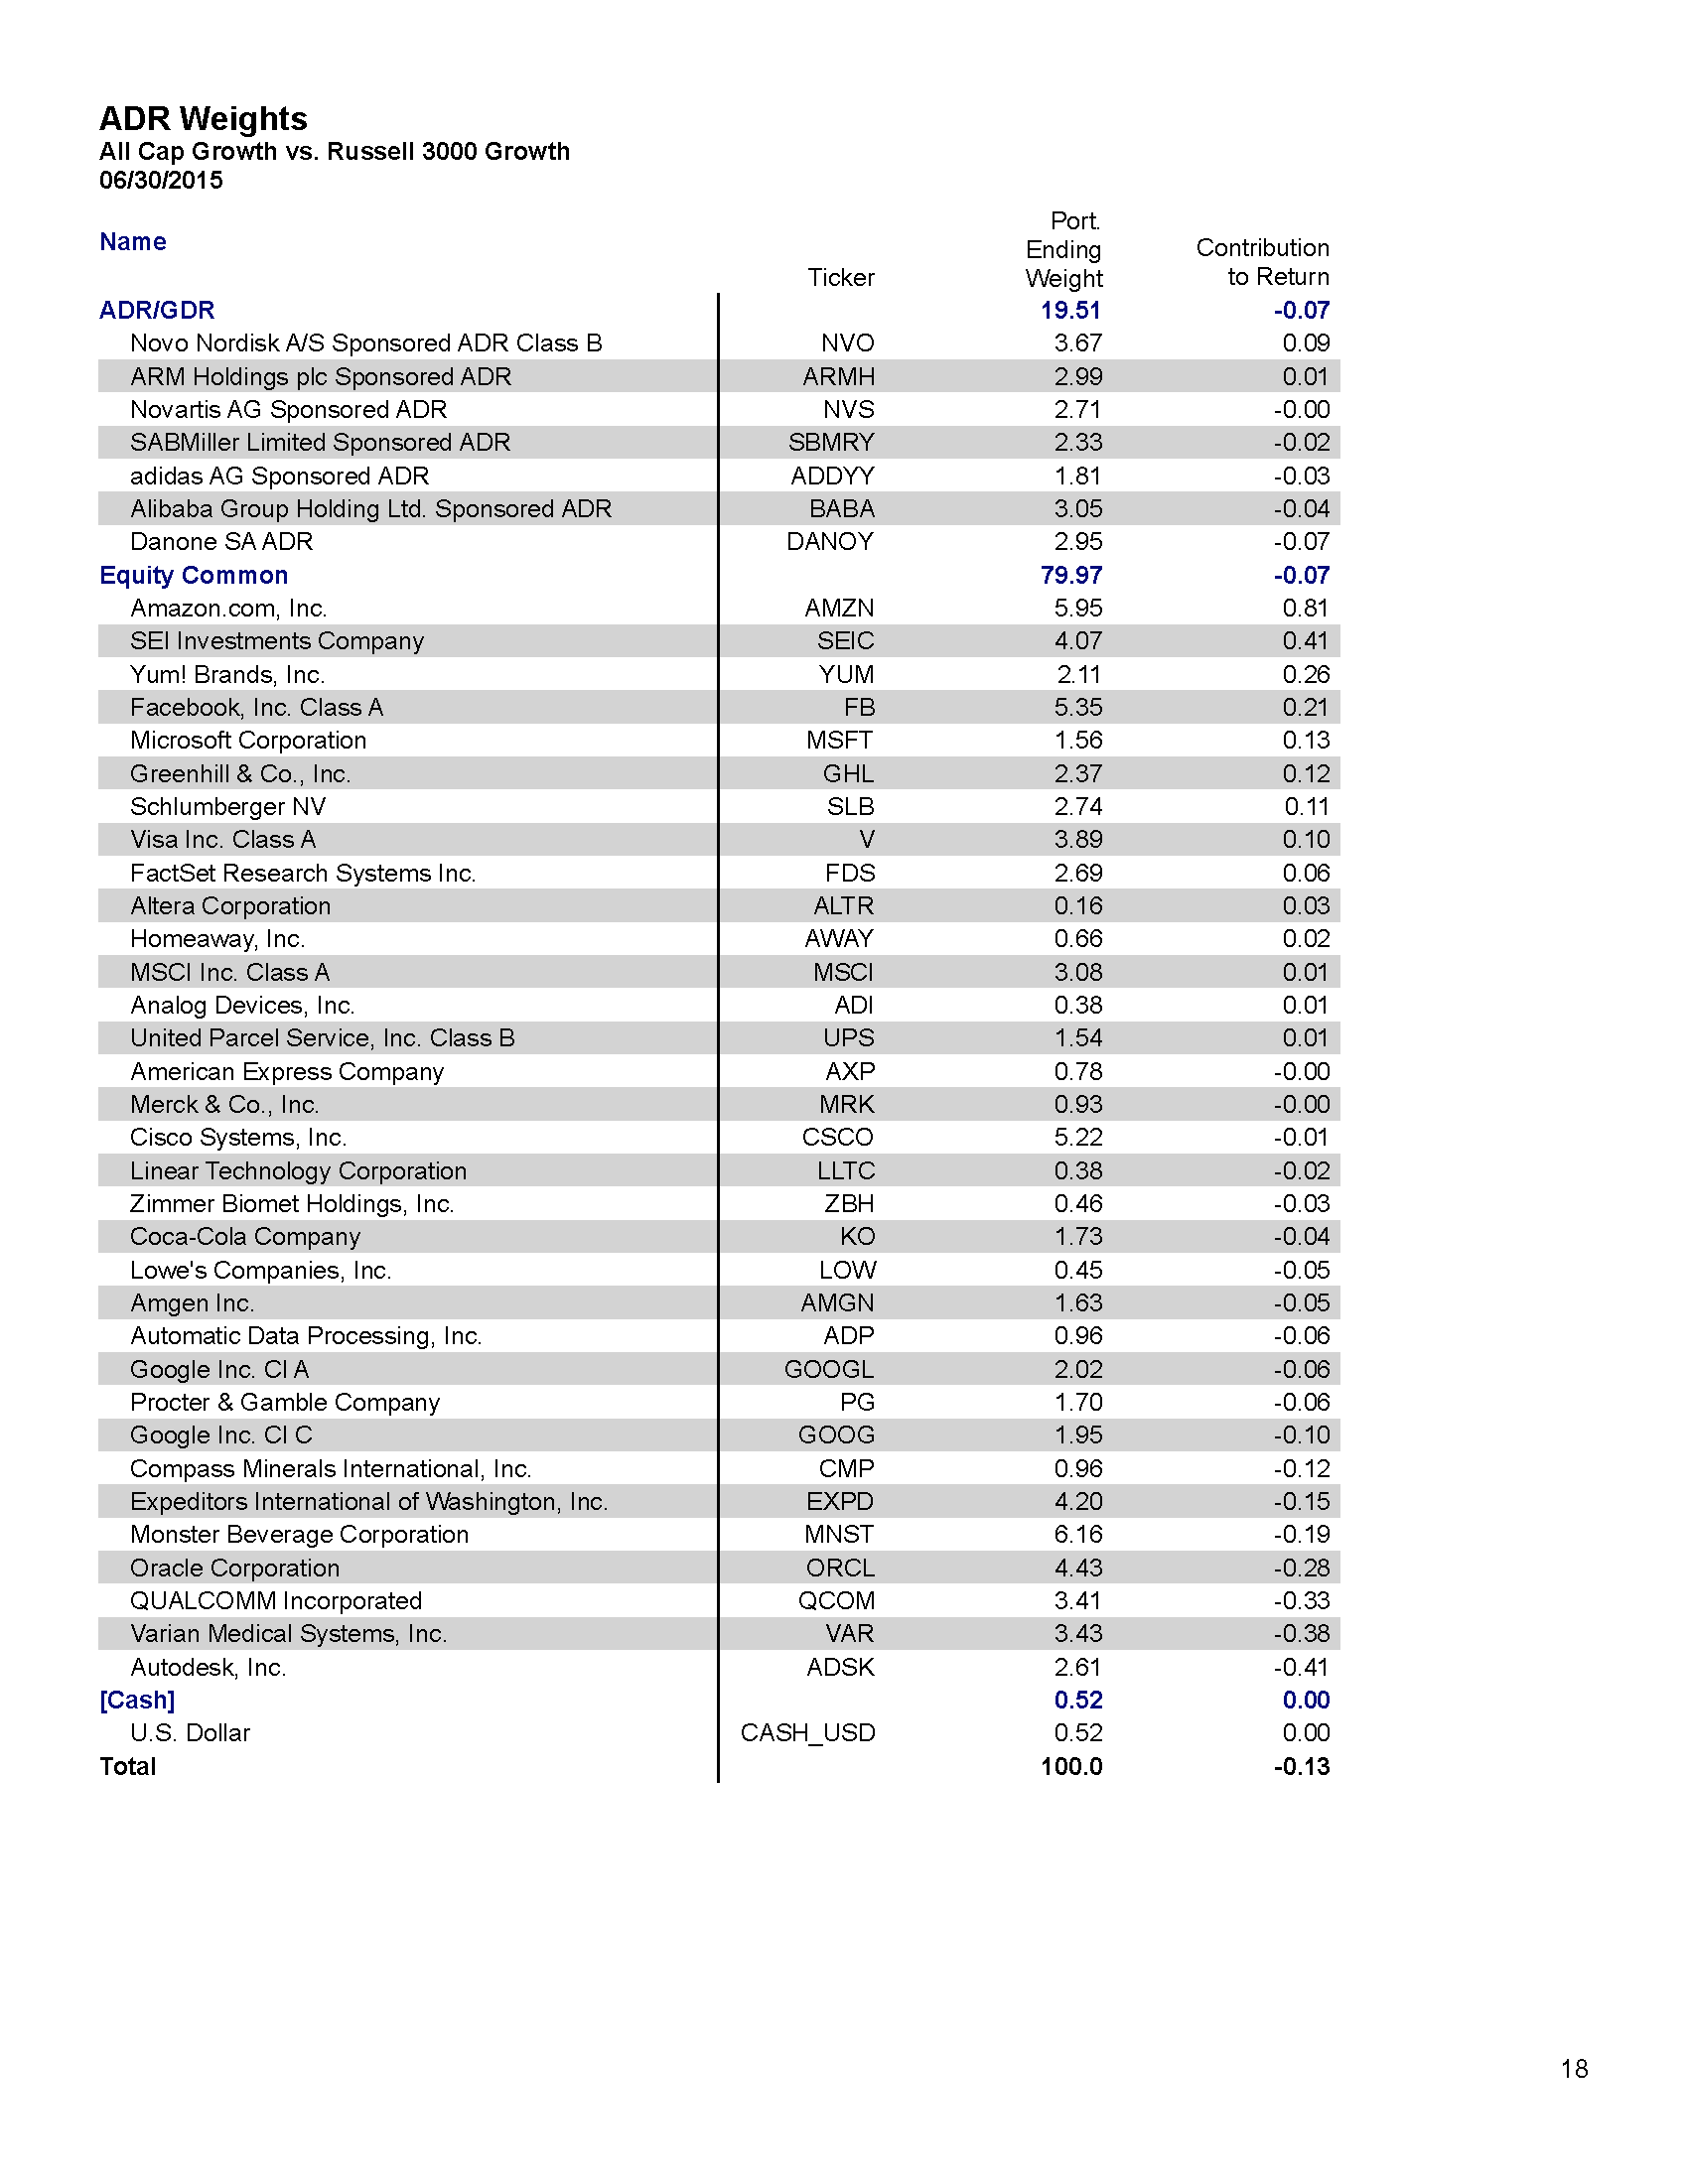 ADR Weights
All Cap Growth vs. Russell 3000 Growth
06/30/2015
Name Ticker Port. Ending Weight Contribution to Return
ADR/GDR 19.51 -0.07
Novo Nordisk A/S Sponsored ADR Class B NVO 3.67 0.09
ARM Holdings plc Sponsored ADR ARMH 2.99 0.01
Novartis AG Sponsored ADR NVS 2.71 -0.00
SABMiller Limited Sponsored ADR SBMRY 2.33 -0.02
adidas AG Sponsored ADR ADDYY 1.81 -0.03
Alibaba Group Holding Ltd. Sponsored ADR BABA 3.05 -0.04
Danone SA ADR DANOY 2.95 -0.07
Equity Common 79.97 -0.07
Amazon.com, Inc. AMZN 5.95 0.81
SEI Investments Company SEIC 4.07 0.41
Yum! Brands, Inc. YUM 2.11 0.26
Facebook, Inc. Class A FB 5.35 0.21
Microsoft Corporation MSFT 1.56 0.13
Greenhill & Co., Inc. GHL 2.37 0.12
Schlumberger NV SLB 2.74 0.11
Visa Inc. Class A V 3.89 0.10
FactSet Research Systems Inc. FDS 2.69 0.06
Altera Corporation ALTR 0.16 0.03
Homeaway, Inc. AWAY 0.66 0.02
MSCI Inc. Class A MSCI 3.08 0.01
Analog Devices, Inc. ADI 0.38 0.01
United Parcel Service, Inc. Class B UPS 1.54 0.01
American Express Company AXP 0.78 -0.00
Merck & Co., Inc. MRK 0.93 -0.00
Cisco Systems, Inc. CSCO 5.22 -0.01
Linear Technology Corporation LLTC 0.38 -0.02
Zimmer Biomet Holdings, Inc. ZBH 0.46 -0.03
Coca-Cola Company KO 1.73 -0.04
Lowe's Companies, Inc. LOW 0.45 -0.05
Amgen Inc. AMGN 1.63 -0.05
Automatic Data Processing, Inc. ADP 0.96 -0.06
Google Inc. Cl A GOOGL 2.02 -0.06
Procter & Gamble Company PG 1.70 -0.06
Google Inc. Cl C GOOG 1.95 -0.10
Compass Minerals International, Inc. CMP 0.96 -0.12
Expeditors International of Washington, Inc. EXPD 4.20 -0.15
Monster Beverage Corporation MNST 6.16 -0.19
Oracle Corporation ORCL 4.43 -0.28
QUALCOMM Incorporated QCOM 3.41 -0.33
Varian Medical Systems, Inc. VAR 3.43 -0.38
Autodesk, Inc. ADSK 2.61 -0.41
[Cash] 0.52 0.00
U.S. Dollar CASH_USD 0.52 0.00
Total 100.0 -0.13
18